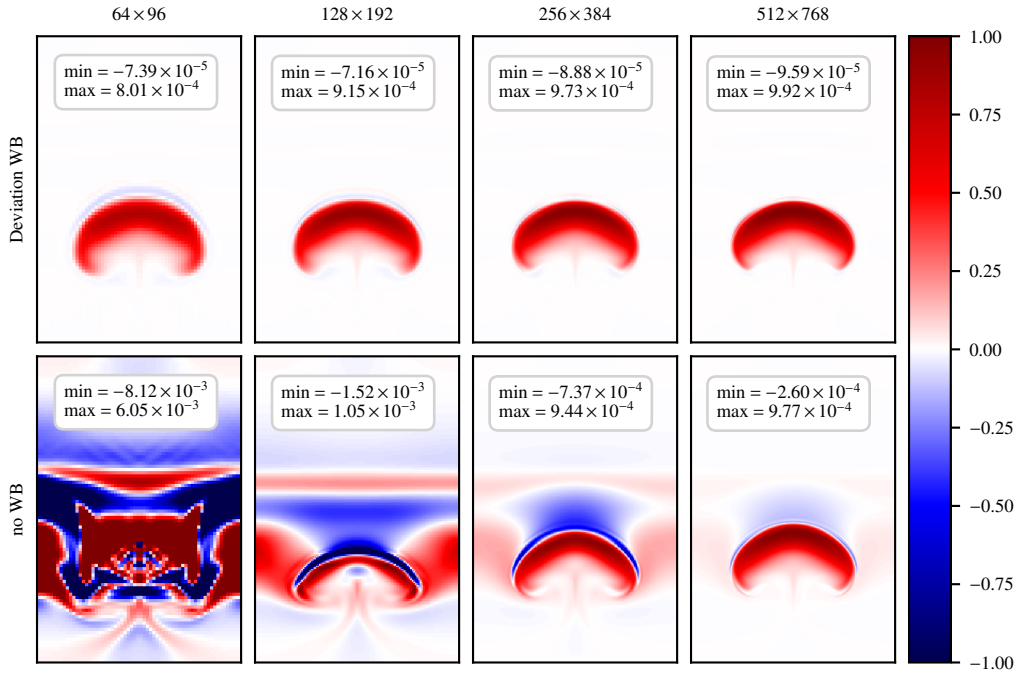 64×96
128×192
256×384
512×768
Deviation WB
min = −7.39×10⁻⁵
max = 8.01×10⁻⁴
min = −7.16×10⁻⁵
max = 9.15×10⁻⁴
min = −8.88×10⁻⁵
max = 9.73×10⁻⁴
min = −9.59×10⁻⁵
max = 9.92×10⁻⁴
no WB
min = −8.12×10⁻³
max = 6.05×10⁻³
min = −1.52×10⁻³
max = 1.05×10⁻³
min = −7.37×10⁻⁴
max = 9.44×10⁻⁴
min = −2.60×10⁻⁴
max = 9.77×10⁻⁴
1.00
0.75
0.50
0.25
0.00
−0.25
−0.50
−0.75
−1.00